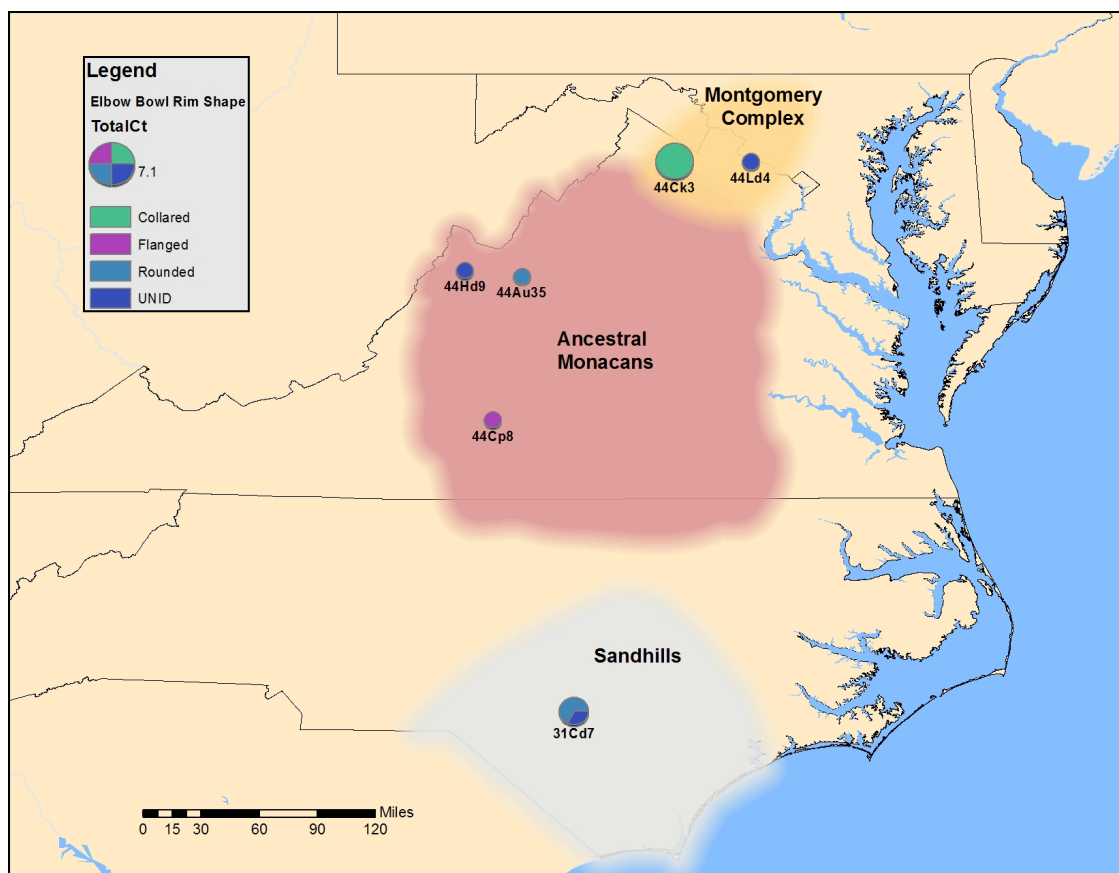 Legend
Elbow Bowl Rim Shape
TotalCt
7.1
Collared
Flanged
Rounded
UNID
Montgomery
Complex
44Ck3
44Ld4
44Hd9
44Au35
Ancestral
Monacans
44Cp8
Sandhills
31Cd7
Miles
0 15 30 60 90 120